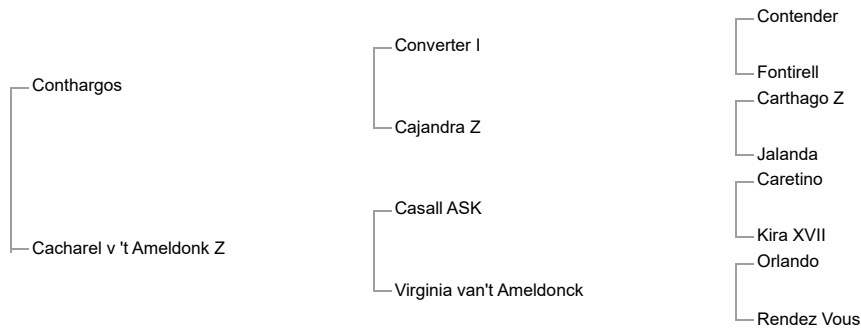 Contender
Converter I
Fontirell
Conthargos
Carthago Z
Cajandra Z
Jalanda
Caretino
Casall ASK
Kira XVII
Cacharel v 't Ameldonk Z
Orlando
Virginia van't Ameldonck
Rendez Vous